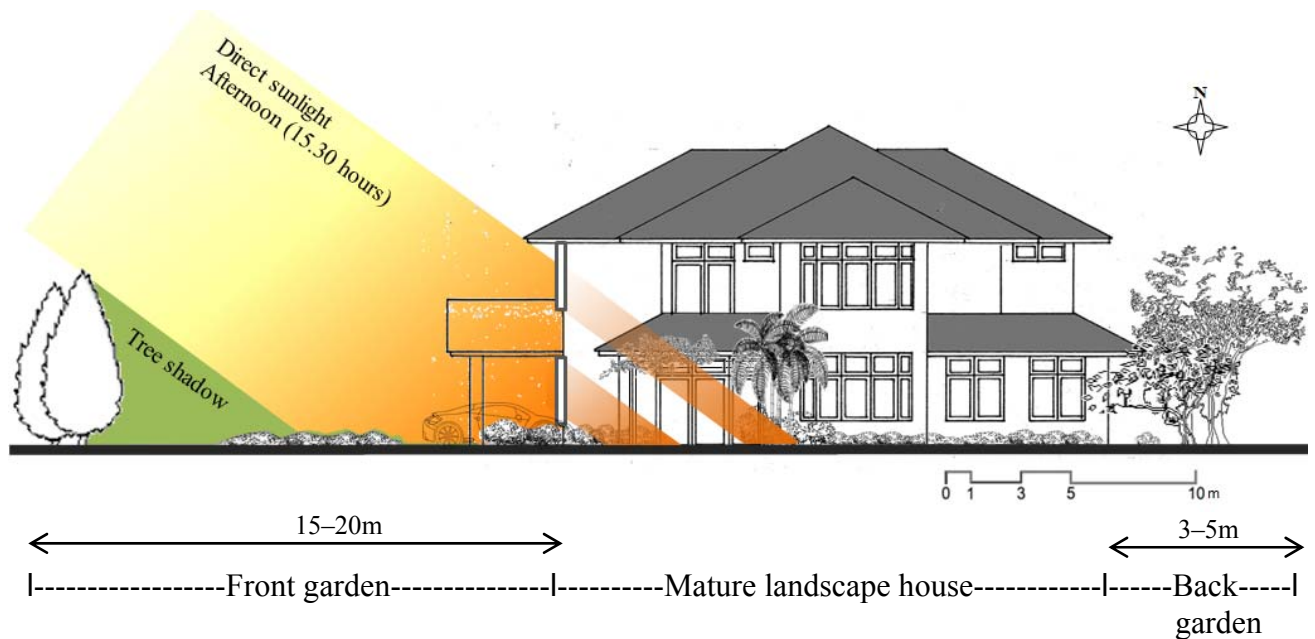 Direct sunlight
Afternoon (15.30 hours)
N
Tree shadow
0 1 3 5 10 m
15–20m
3–5m
I------------------Front garden-----------------I----------Mature landscape house------------I------Back-----I
garden